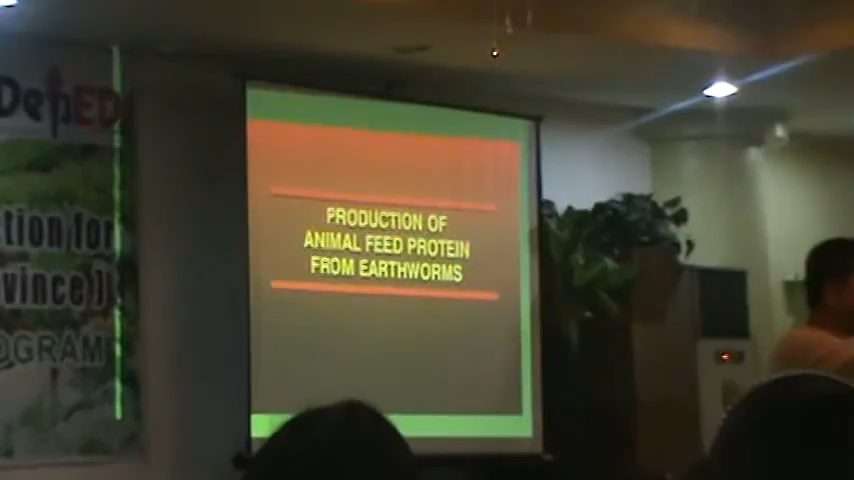 DepED
tion for
vince )]
OGRAM
PRODUCTION OF
ANIMAL FEED PROTEIN
FROM EARTHWORMS